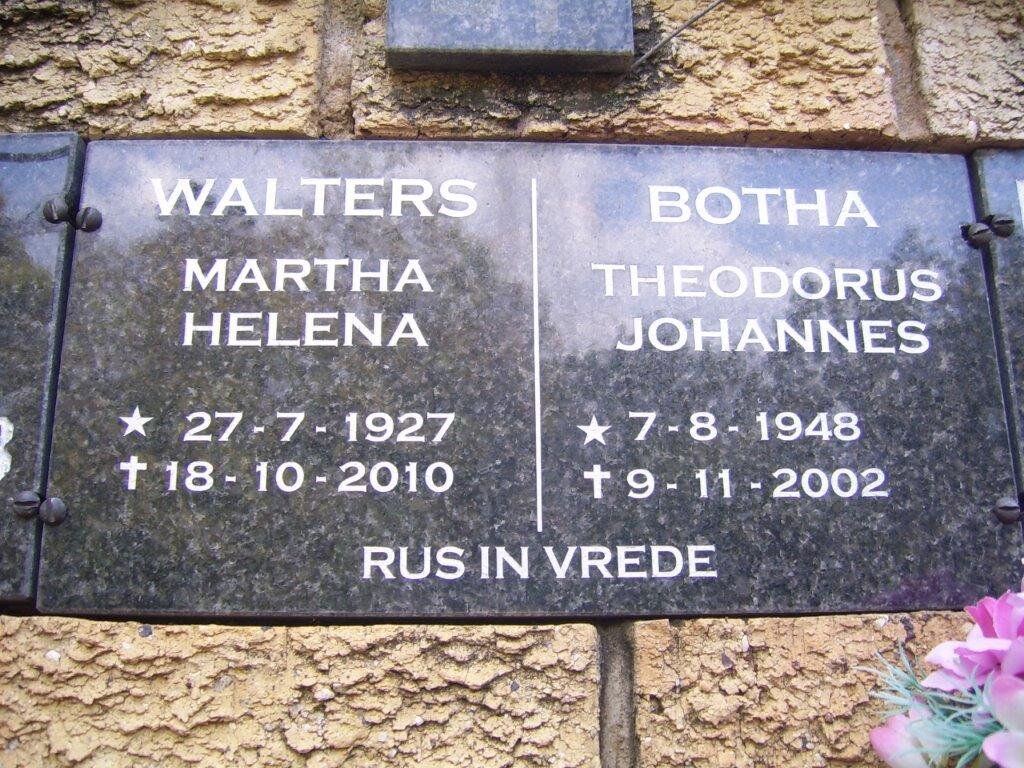 WALTERS
MARTHA
HELENA
★ 27-7-1927
✝ 18-10-2010
BOTHA
THEODORUS
JOHANNES
★ 7-8-1948
✝ 9-11-2002
RUS IN VREDE